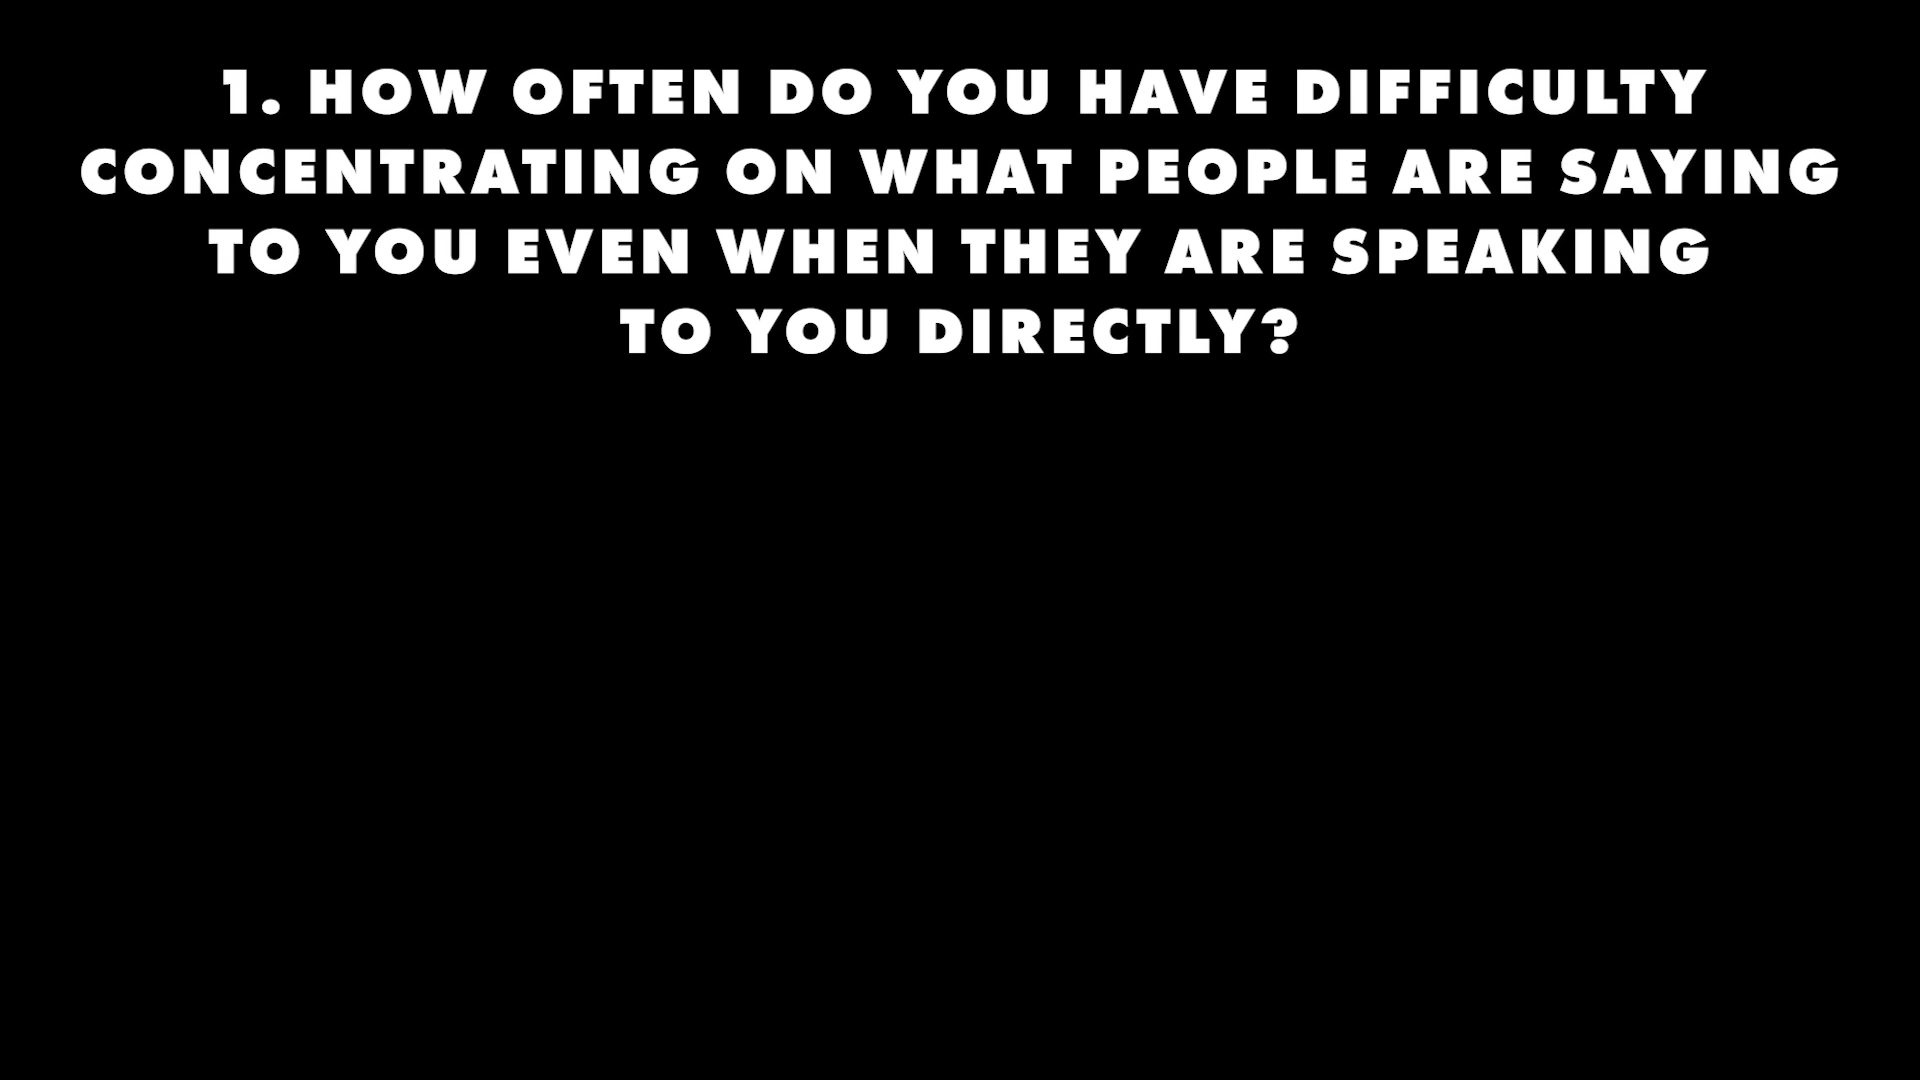 1. HOW OFTEN DO YOU HAVE DIFFICULTY
CONCENTRATING ON WHAT PEOPLE ARE SAYING
TO YOU EVEN WHEN THEY ARE SPEAKING
TO YOU DIRECTLY?